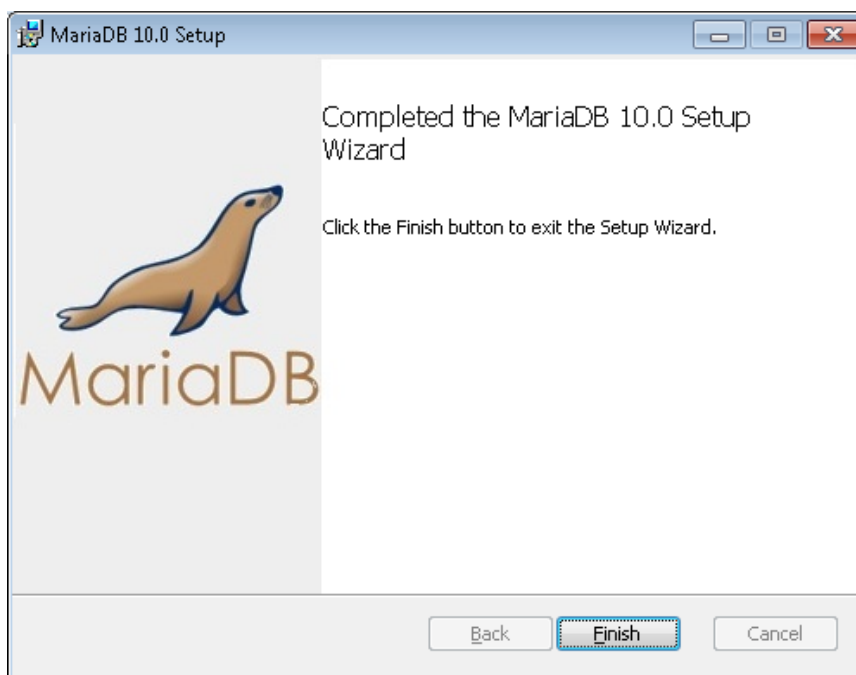 MariaDB 10.0 Setup
Completed the MariaDB 10.0 Setup
Wizard
Click the Finish button to exit the Setup Wizard.
MariaDB
Back
Finish
Cancel